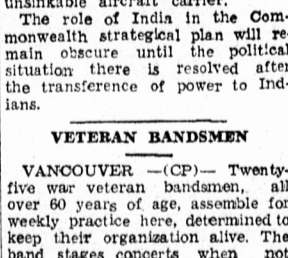 unsinkable aircraft carrier.
The role of India in the Com-
monwealth strategical plan will re-
main obscure until the political
situation there is resolved after
the transference of power to Ind-
ians.
VETERAN BANDSMEN
VANCOUVER —(CP)— Twenty-
five war veteran bandsmen, all
over 60 years of age, assemble for
weekly practice here, determined to
keep their organization alive. The
band stages concerts when not